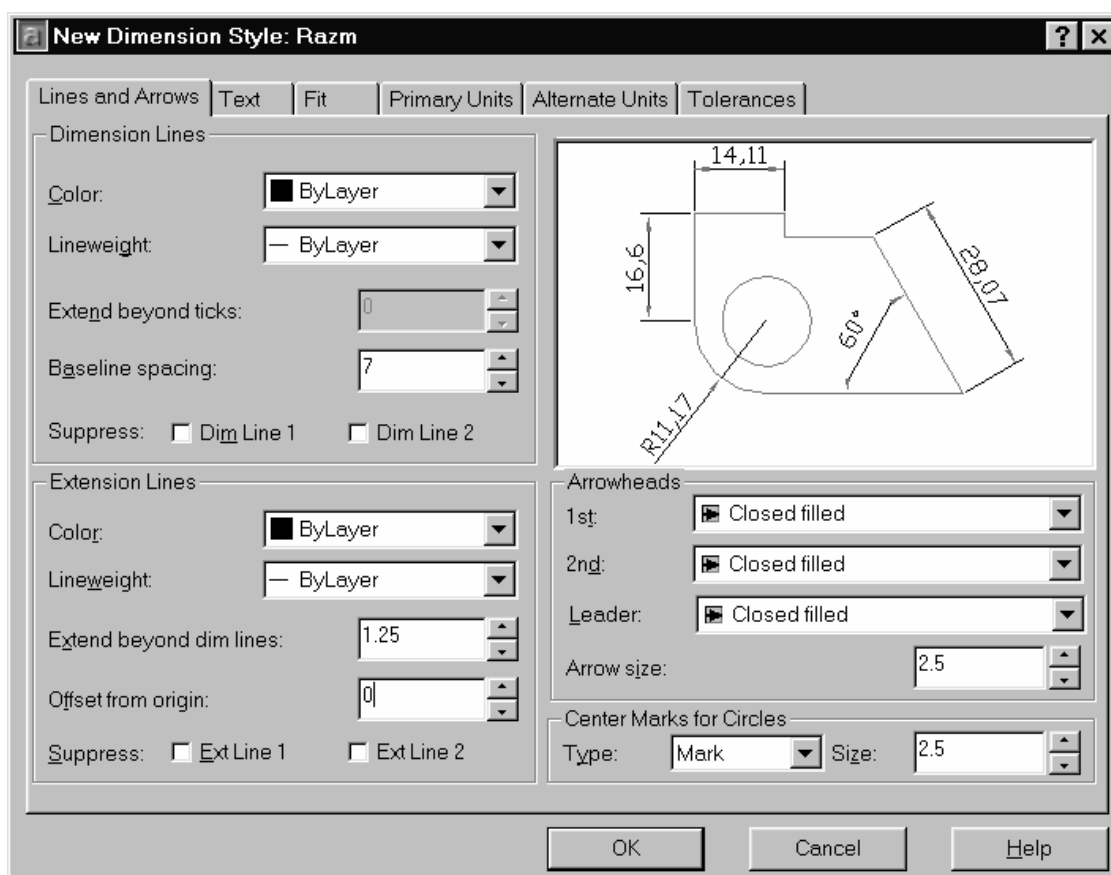 New Dimension Style: Razm
Lines and Arrows Text Fit Primary Units Alternate Units Tolerances
Dimension Lines
Color: ByLayer
Lineweight: ByLayer
Extend beyond ticks: 0
Baseline spacing: 7
Suppress: Dim Line 1 Dim Line 2
Extension Lines
Color: ByLayer
Lineweight: ByLayer
Extend beyond dim lines: 1.25
Offset from origin: 0
Suppress: Ext Line 1 Ext Line 2
14,11
16,6
28,07
60°
R11,17
Arrowheads
1st: Closed filled
2nd: Closed filled
Leader: Closed filled
Arrow size: 2.5
Center Marks for Circles
Type: Mark Size: 2.5
OK Cancel Help